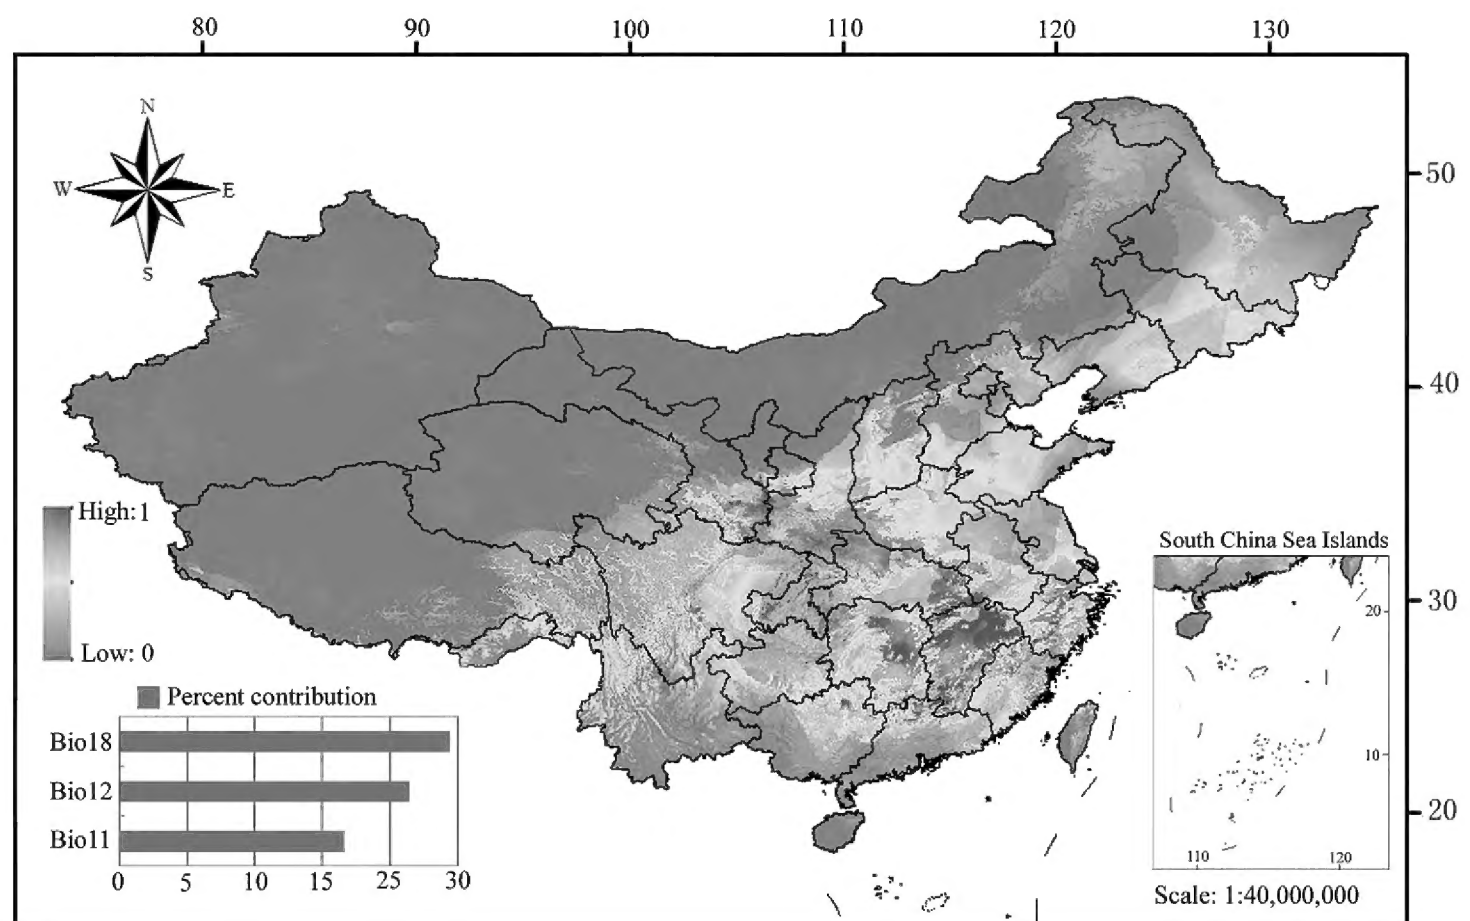 80 90 100 110 120 130
N
W E
S
50
40
30
20
High:1
Low: 0
Percent contribution
Bio18
Bio12
Bio11
0 5 10 15 25 30
South China Sea Islands
20
10
110 120
Scale: 1:40,000,000